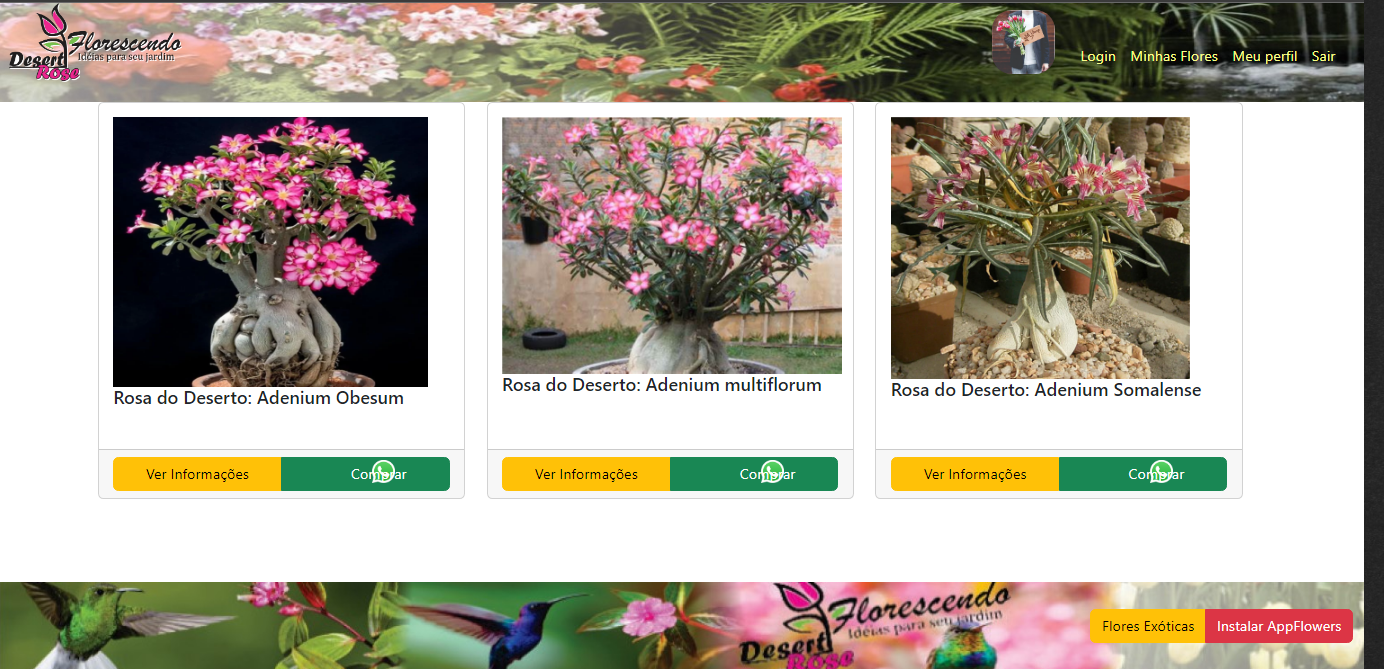 Florescendo
Idéias para seu jardim
Desert
Rose
Login Minhas Flores Meu perfil Sair
Rosa do Deserto: Adenium Obesum
Rosa do Deserto: Adenium multiflorum
Rosa do Deserto: Adenium Somalense
Ver Informações Comprar
Ver Informações Comprar
Ver Informações Comprar
Florescendo
Idéias para seu jardim
Desert
Rose
Flores Exóticas Instalar AppFlowers